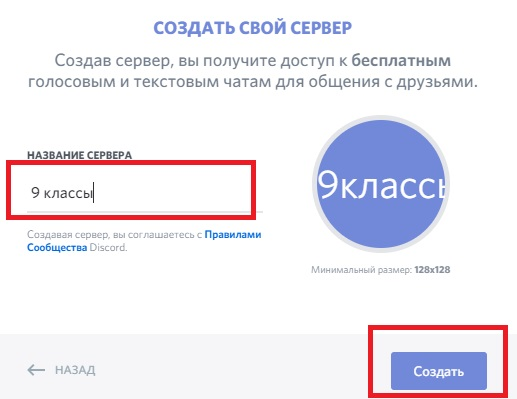 СОЗДАТЬ СВОЙ СЕРВЕР
Создав сервер, вы получите доступ к бесплатным
голосовым и текстовым чатам для общения с друзьями.
НАЗВАНИЕ СЕРВЕРА
9 классы
9классы
Создавая сервер, вы соглашаетесь с Правилами
Сообщества Discord.
Минимальный размер: 128x128
← НАЗАД
Создать